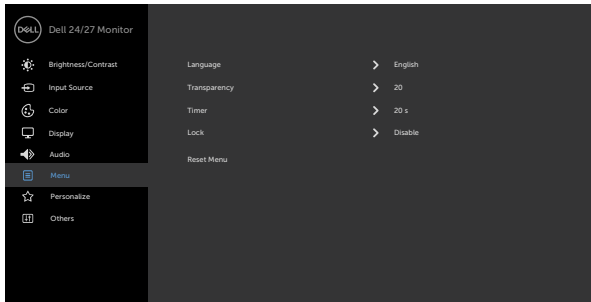 DELL Dell 24/27 Monitor
Brightness/Contrast Language English
Input Source Transparency 20
Color Timer 20 s
Display Lock Disable
Audio Reset Menu
Menu
Personalize
Others